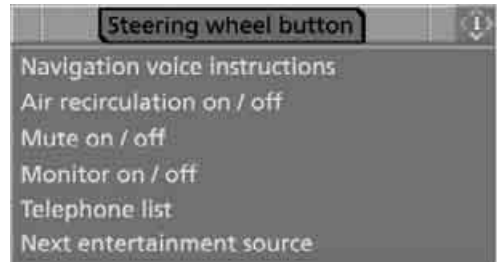 Steering wheel button
Navigation voice instructions
Air recirculation on / off
Mute on / off
Monitor on / off
Telephone list
Next entertainment source